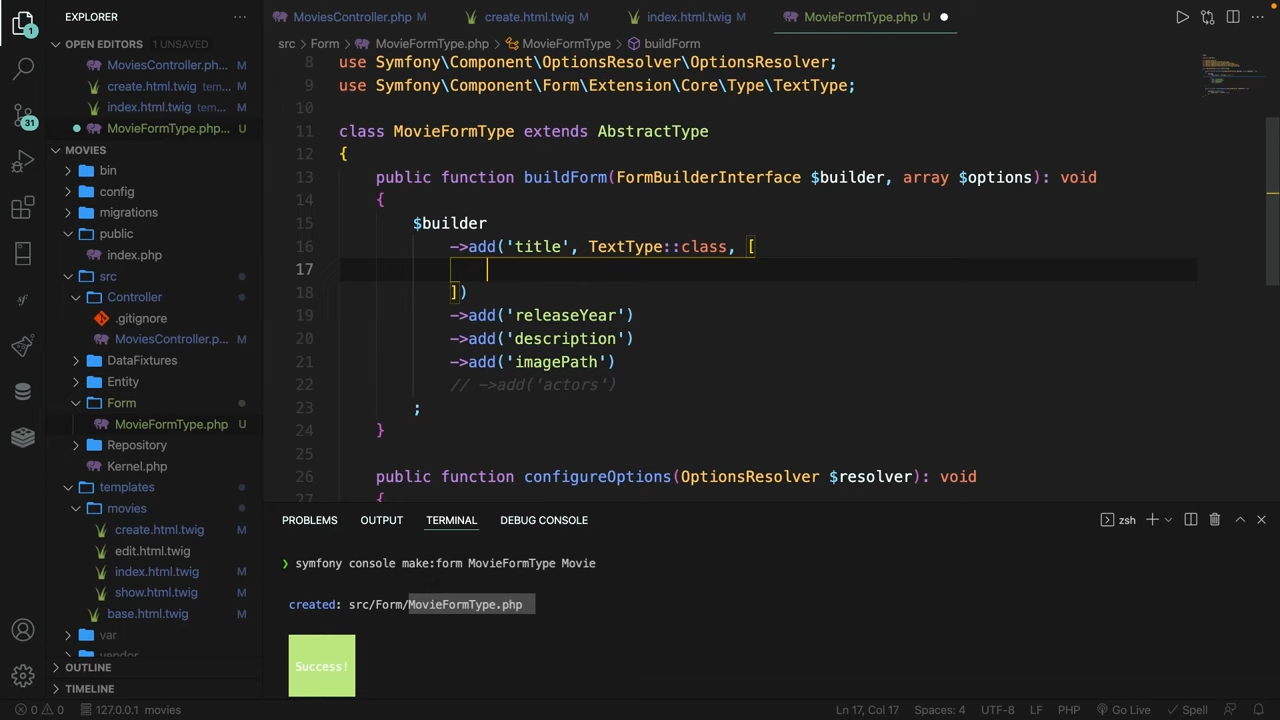 EXPLORER
OPEN EDITORS 1 UNSAVED
MoviesController.ph... M
create.html.twig tem... M
index.html.twig tem... M
MovieFormType.php... U
MOVIES
bin
config
migrations
public
index.php
src
Controller
.gitignore
MoviesController.p... M
DataFixtures
Entity
Form
MovieFormType.php U
Repository
Kernel.php
templates
movies
create.html.twig M
edit.html.twig
index.html.twig M
show.html.twig M
base.html.twig M
var
vendor
OUTLINE
TIMELINE
1
31
sf
MoviesController.php M
create.html.twig M
index.html.twig M
MovieFormType.php U
src > Form > MovieFormType.php > MovieFormType > buildForm
8 use Symfony\Component\OptionsResolver\OptionsResolver;
9 use Symfony\Component\Form\Extension\Core\Type\TextType;
10
11 class MovieFormType extends AbstractType
12 {
13 public function buildForm(FormBuilderInterface $builder, array $options): void
14 {
15 $builder
16 ->add('title', TextType::class, [
17
18 ])
19 ->add('releaseYear')
20 ->add('description')
21 ->add('imagePath')
22 // ->add('actors')
23 ;
24 }
25
26 public function configureOptions(OptionsResolver $resolver): void
27 {
PROBLEMS OUTPUT TERMINAL DEBUG CONSOLE
zsh
❯ symfony console make:form MovieFormType Movie
created: src/Form/MovieFormType.php
Success!
0 0 127.0.0.1 movies
Ln 17, Col 17 Spaces: 4 UTF-8 LF PHP Go Live Spell